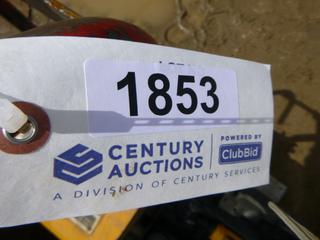 1853
CENTURY
AUCTIONS
POWERED BY
ClubBid
A DIVISION OF CENTURY SERVICES